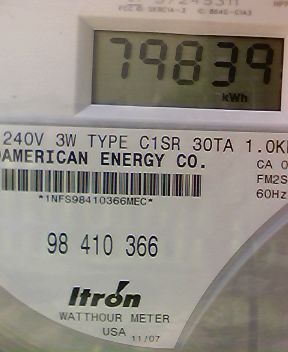 79839
kWh
240V 3W TYPE C1SR 30TA 1.0K
AMERICAN ENERGY CO.
CA 0
FM2S
60Hz
*1NFS98410366MEC*
98 410 366
Itron
WATTHOUR METER
USA 11/07